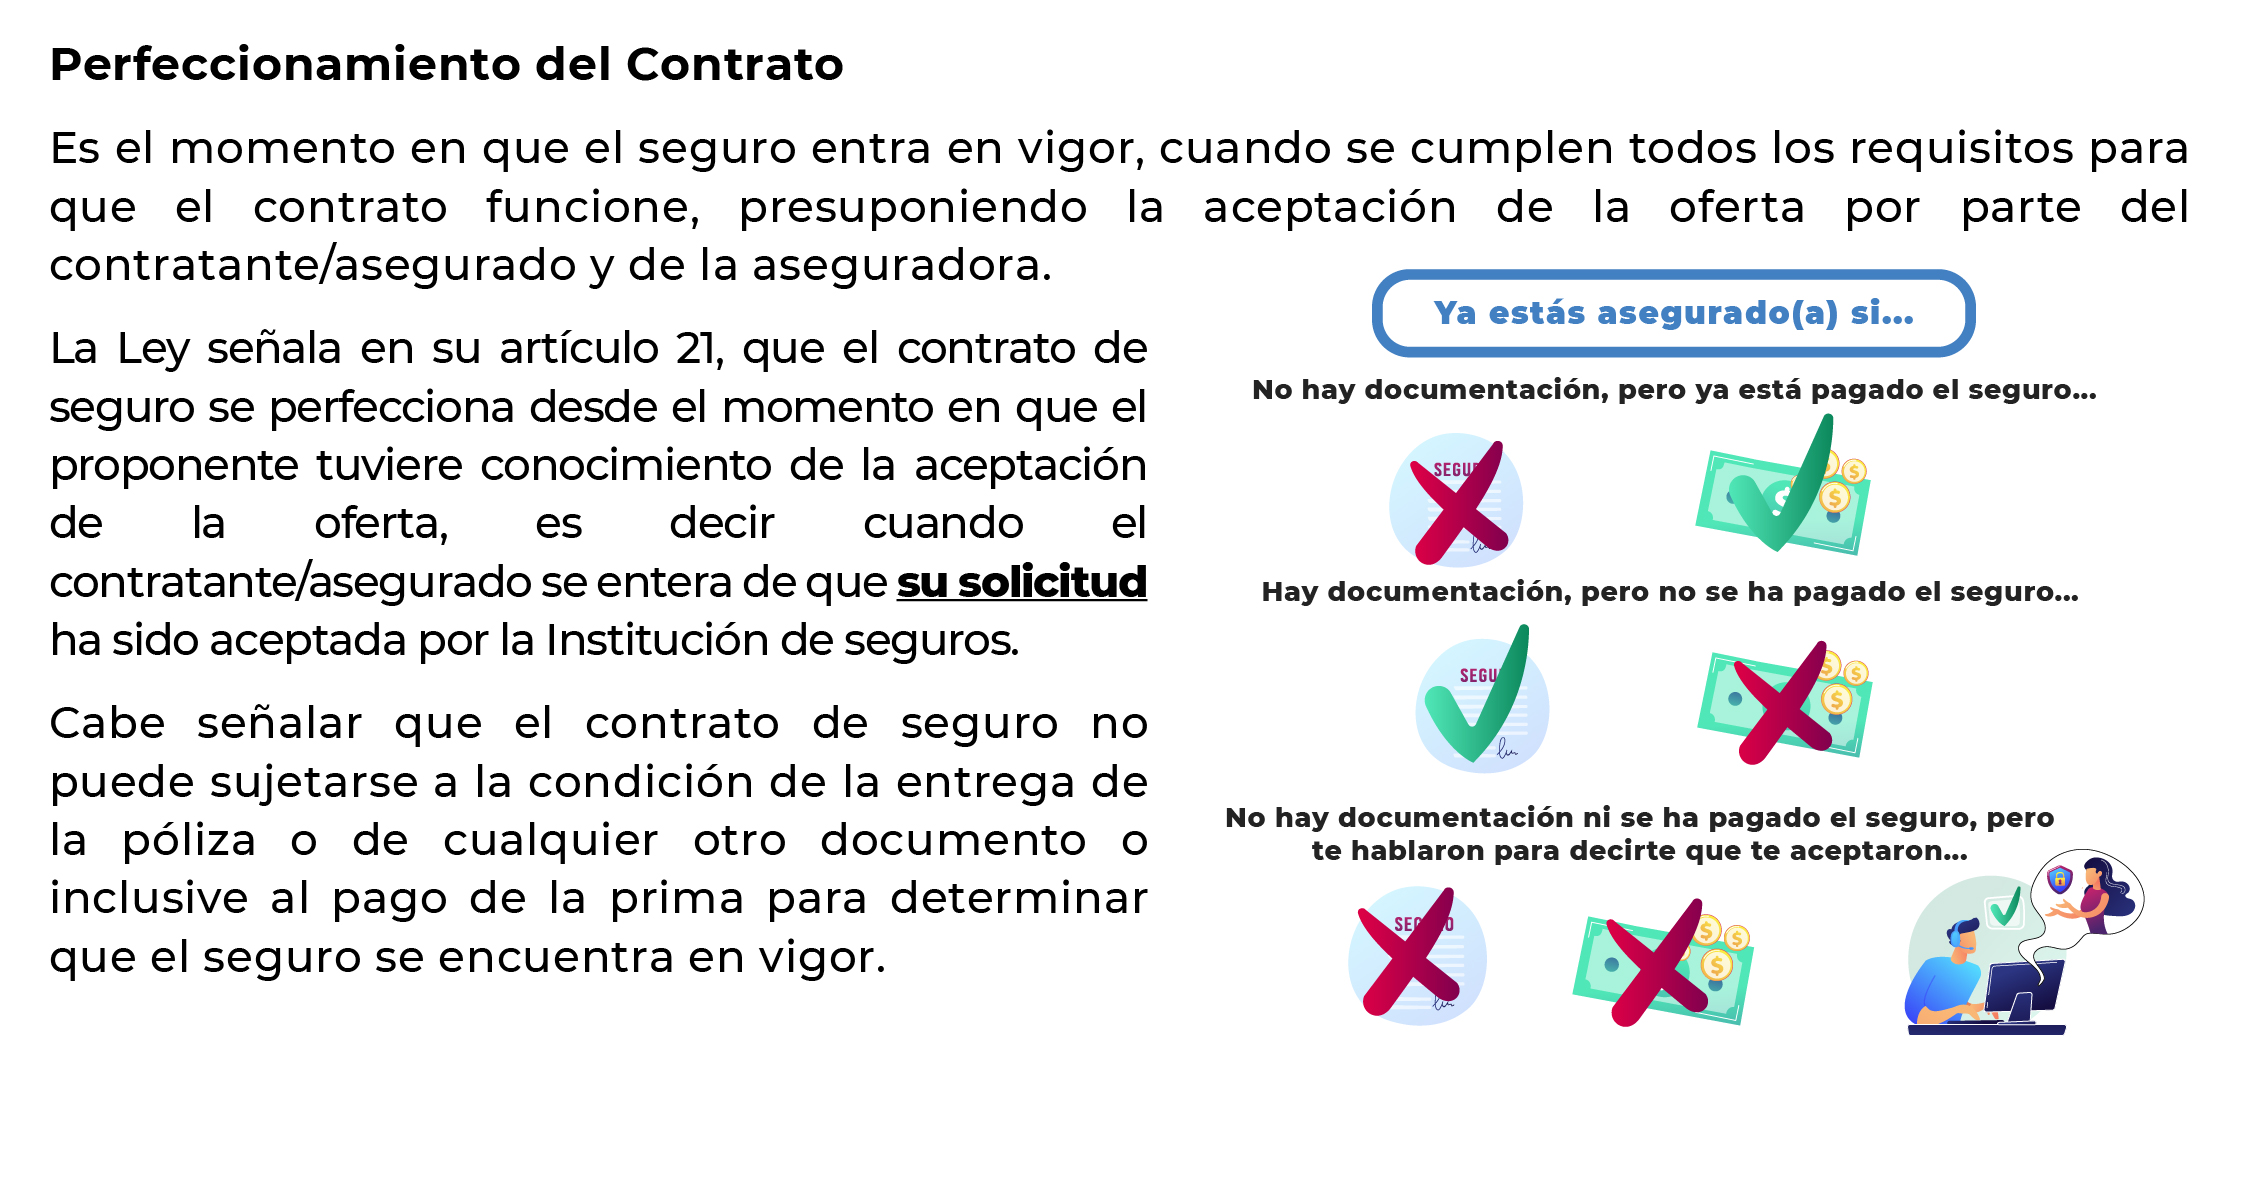 Perfeccionamiento del Contrato
Es el momento en que el seguro entra en vigor, cuando se cumplen todos los requisitos para
que el contrato funcione, presuponiendo la aceptación de la oferta por parte del
contratante/asegurado y de la aseguradora.
La Ley señala en su artículo 21, que el contrato de
seguro se perfecciona desde el momento en que el
proponente tuviere conocimiento de la aceptación
de la oferta, es decir cuando el
contratante/asegurado se entera de que su solicitud
ha sido aceptada por la Institución de seguros.
Cabe señalar que el contrato de seguro no
puede sujetarse a la condición de la entrega de
la póliza o de cualquier otro documento o
inclusive al pago de la prima para determinar
que el seguro se encuentra en vigor.
Ya estás asegurado(a) si...
No hay documentación, pero ya está pagado el seguro...
Hay documentación, pero no se ha pagado el seguro...
No hay documentación ni se ha pagado el seguro, pero
te hablaron para decirte que te aceptaron...